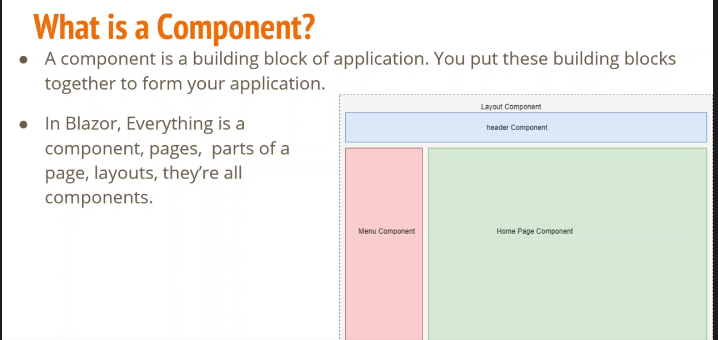 What is a Component?
● A component is a building block of application. You put these building blocks
together to form your application.
● In Blazor, Everything is a
component, pages, parts of a
page, layouts, they're all
components.
Layout Component
header Component
Menu Component
Home Page Component